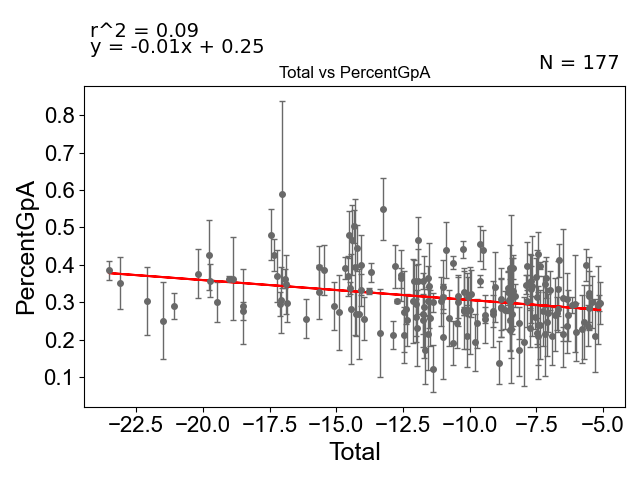 r^2 = 0.09
y = -0.01x + 0.25
N = 177
Total vs PercentGpA
PercentGpA
0.8
0.7
0.6
0.5
0.4
0.3
0.2
0.1
−22.5 −20.0 −17.5 −15.0 −12.5 −10.0 −7.5 −5.0
Total